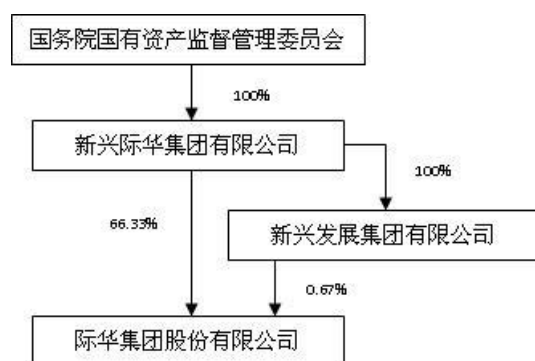 国务院国有资产监督管理委员会
100%
新兴际华集团有限公司
100%
66.33%
新兴发展集团有限公司
0.67%
际华集团股份有限公司